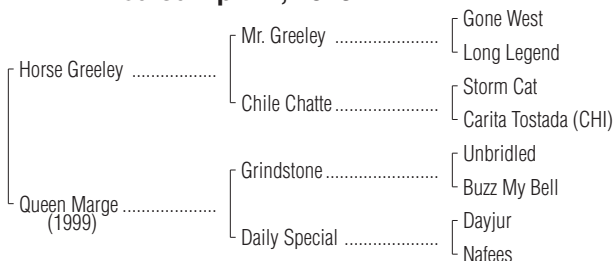 Gone West
Mr. Greeley ......................
Long Legend
Horse Greeley ..................
Storm Cat
Chile Chatte ......................
Carita Tostada (CHI)
Unbridled
Grindstone ........................
Buzz My Bell
Queen Marge ....................
(1999)
Dayjur
Daily Special ....................
Nafees